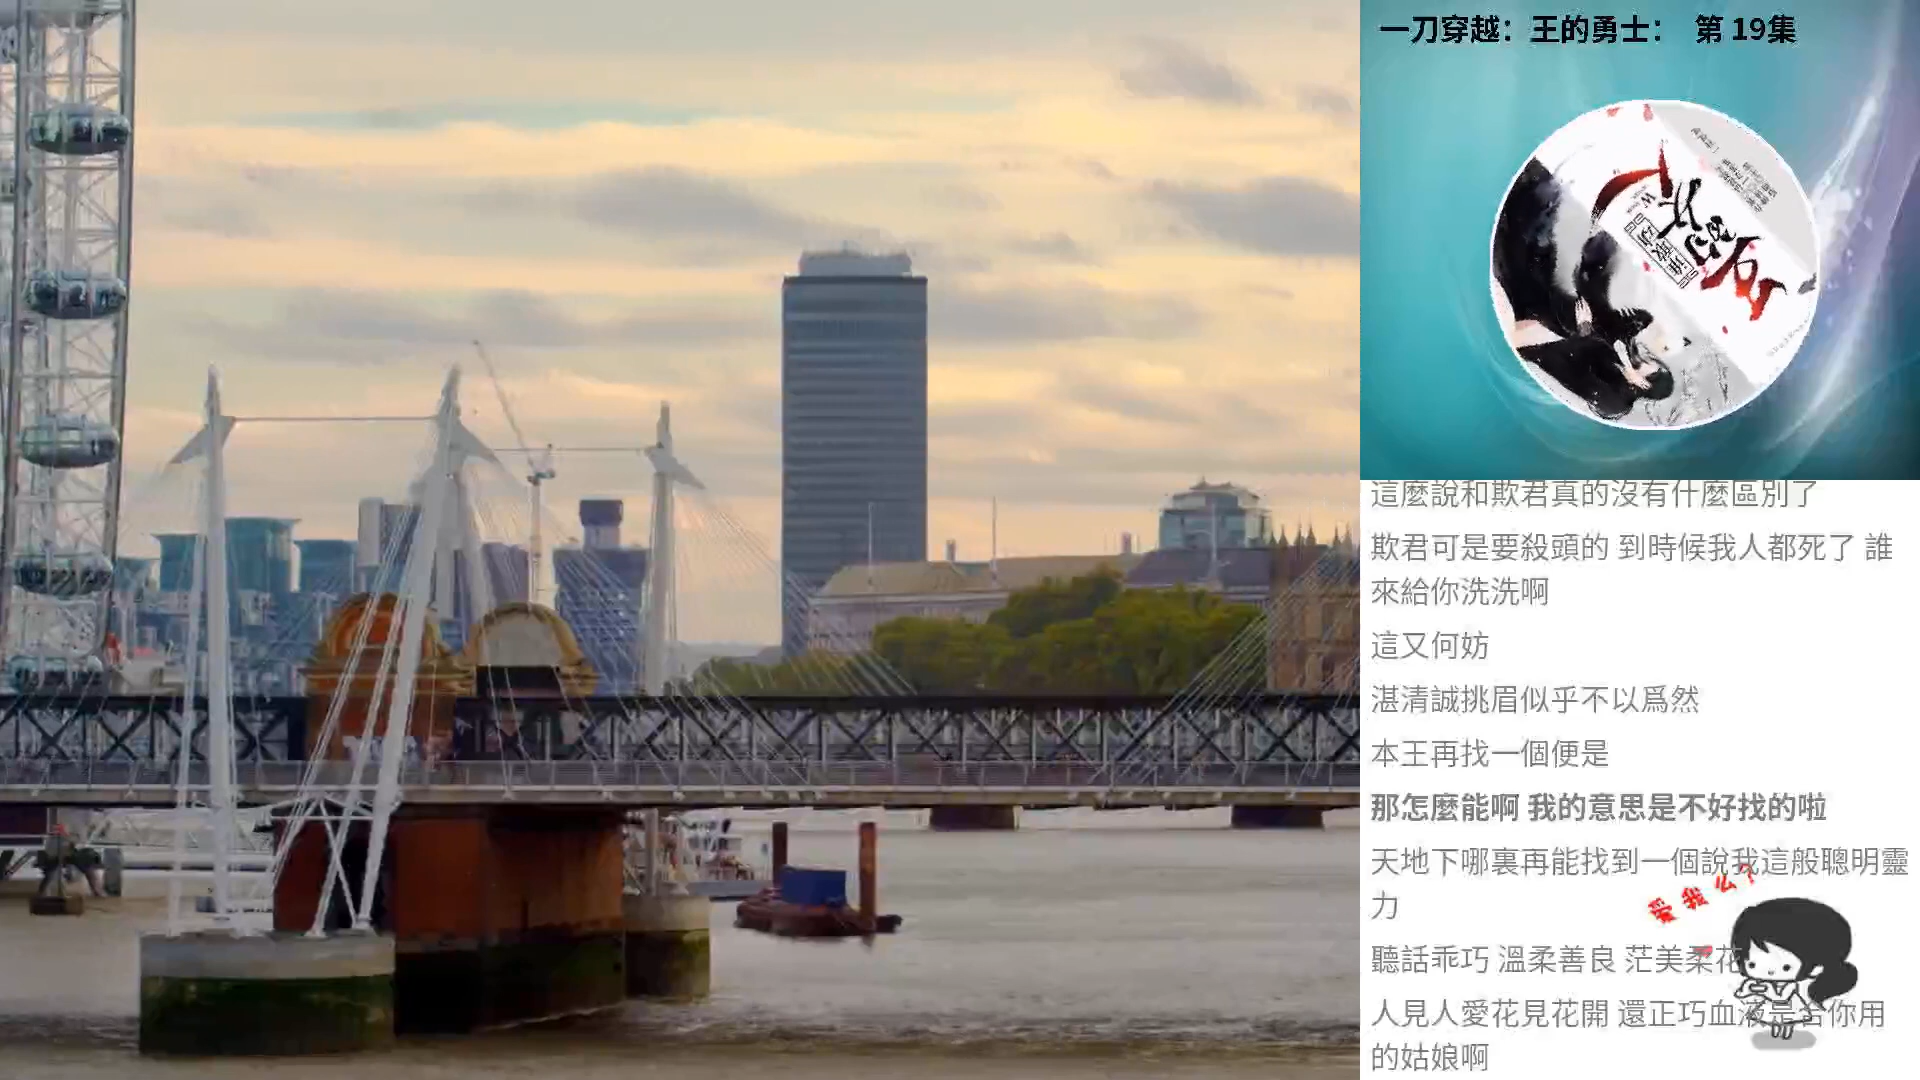 一刀穿越：王的勇士： 第 19集
這麼說和欺君真的沒有什麼區別了
欺君可是要殺頭的 到時候我人都死了 誰
來給你洗洗啊
這又何妨
湛清誠挑眉似乎不以爲然
本王再找一個便是
那怎麼能啊 我的意思是不好找的啦
天地下哪裏再能找到一個說我這般聰明靈
力
愛我么？
聽話乖巧 溫柔善良 茫美柔花
人見人愛花見花開 還正巧血液是合你用
的姑娘啊